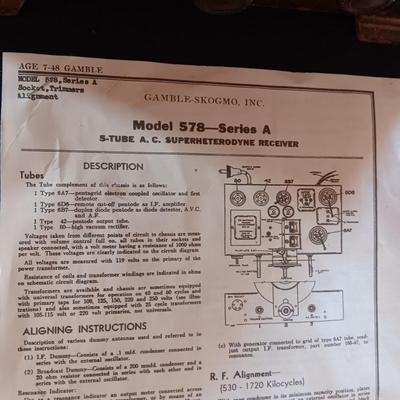 AGE 7-48 GAMBLE
MODEL 578, Series A
Socket, Trimmers
Alignment
GAMBLE-SKOGMO, INC.
Model 578—Series A
5-TUBE A. C. SUPERHETERODYNE RECEIVER
DESCRIPTION
Tubes
The Tube complement of this chassis is as follows:
1 Type 6A7—pentagrid electron coupled oscillator and first
detector.
1 Type 6D6—remote cut-off pentode as I.F. amplifier.
1 Type 6B7—duplex diode pentode as diode detector, A.V.C.
and A.F.
1 Type 42—pentode output tube.
1 Type 80—high vacuum rectifier.
Voltages taken from different points of circuit to chassis are meas-
ured with volume control full on, all tubes in their sockets and
speaker connected, with a volt meter having a resistance of 1000 ohms
per volt. These voltages are clearly indicated on the circuit diagram.
All voltages are measured with 119 volts on the primary of the
power transformer.
Resistance of coils and transformer windings are indicated in ohms
on schematic circuit diagram.
Transformers are available and chassis are sometimes equipped
with universal transformers for operation on 40 and 60 cycles and
with primary taps for 105, 125, 150, 220 and 250 volts (see illus-
trations) and also sometimes equipped with 25 cycle transformers
with 105-115 volt or 220 volt primaries, not universal.
ALIGNING INSTRUCTIONS
Description of various dummy antennas used and referred to in
these instructions:
(1) I.F. Dummy—Consists of a .1 mfd. condenser connected in
series with the external oscillator.
(2) Broadcast Dummy—Consists of a 200 mmfd condenser and a
20 ohm resistor connected in series with each other and in
series with the external oscillator.
Resonance Indicator:
80
42
6B7
6D6
6A7
(c) With generator connected to grid of type 6A7 tube, read-
just output I.F. transformer, part number
R. F. Alignment—
(530 - 1720 Kilocycles)
condenser in its minimum capacity position, plates